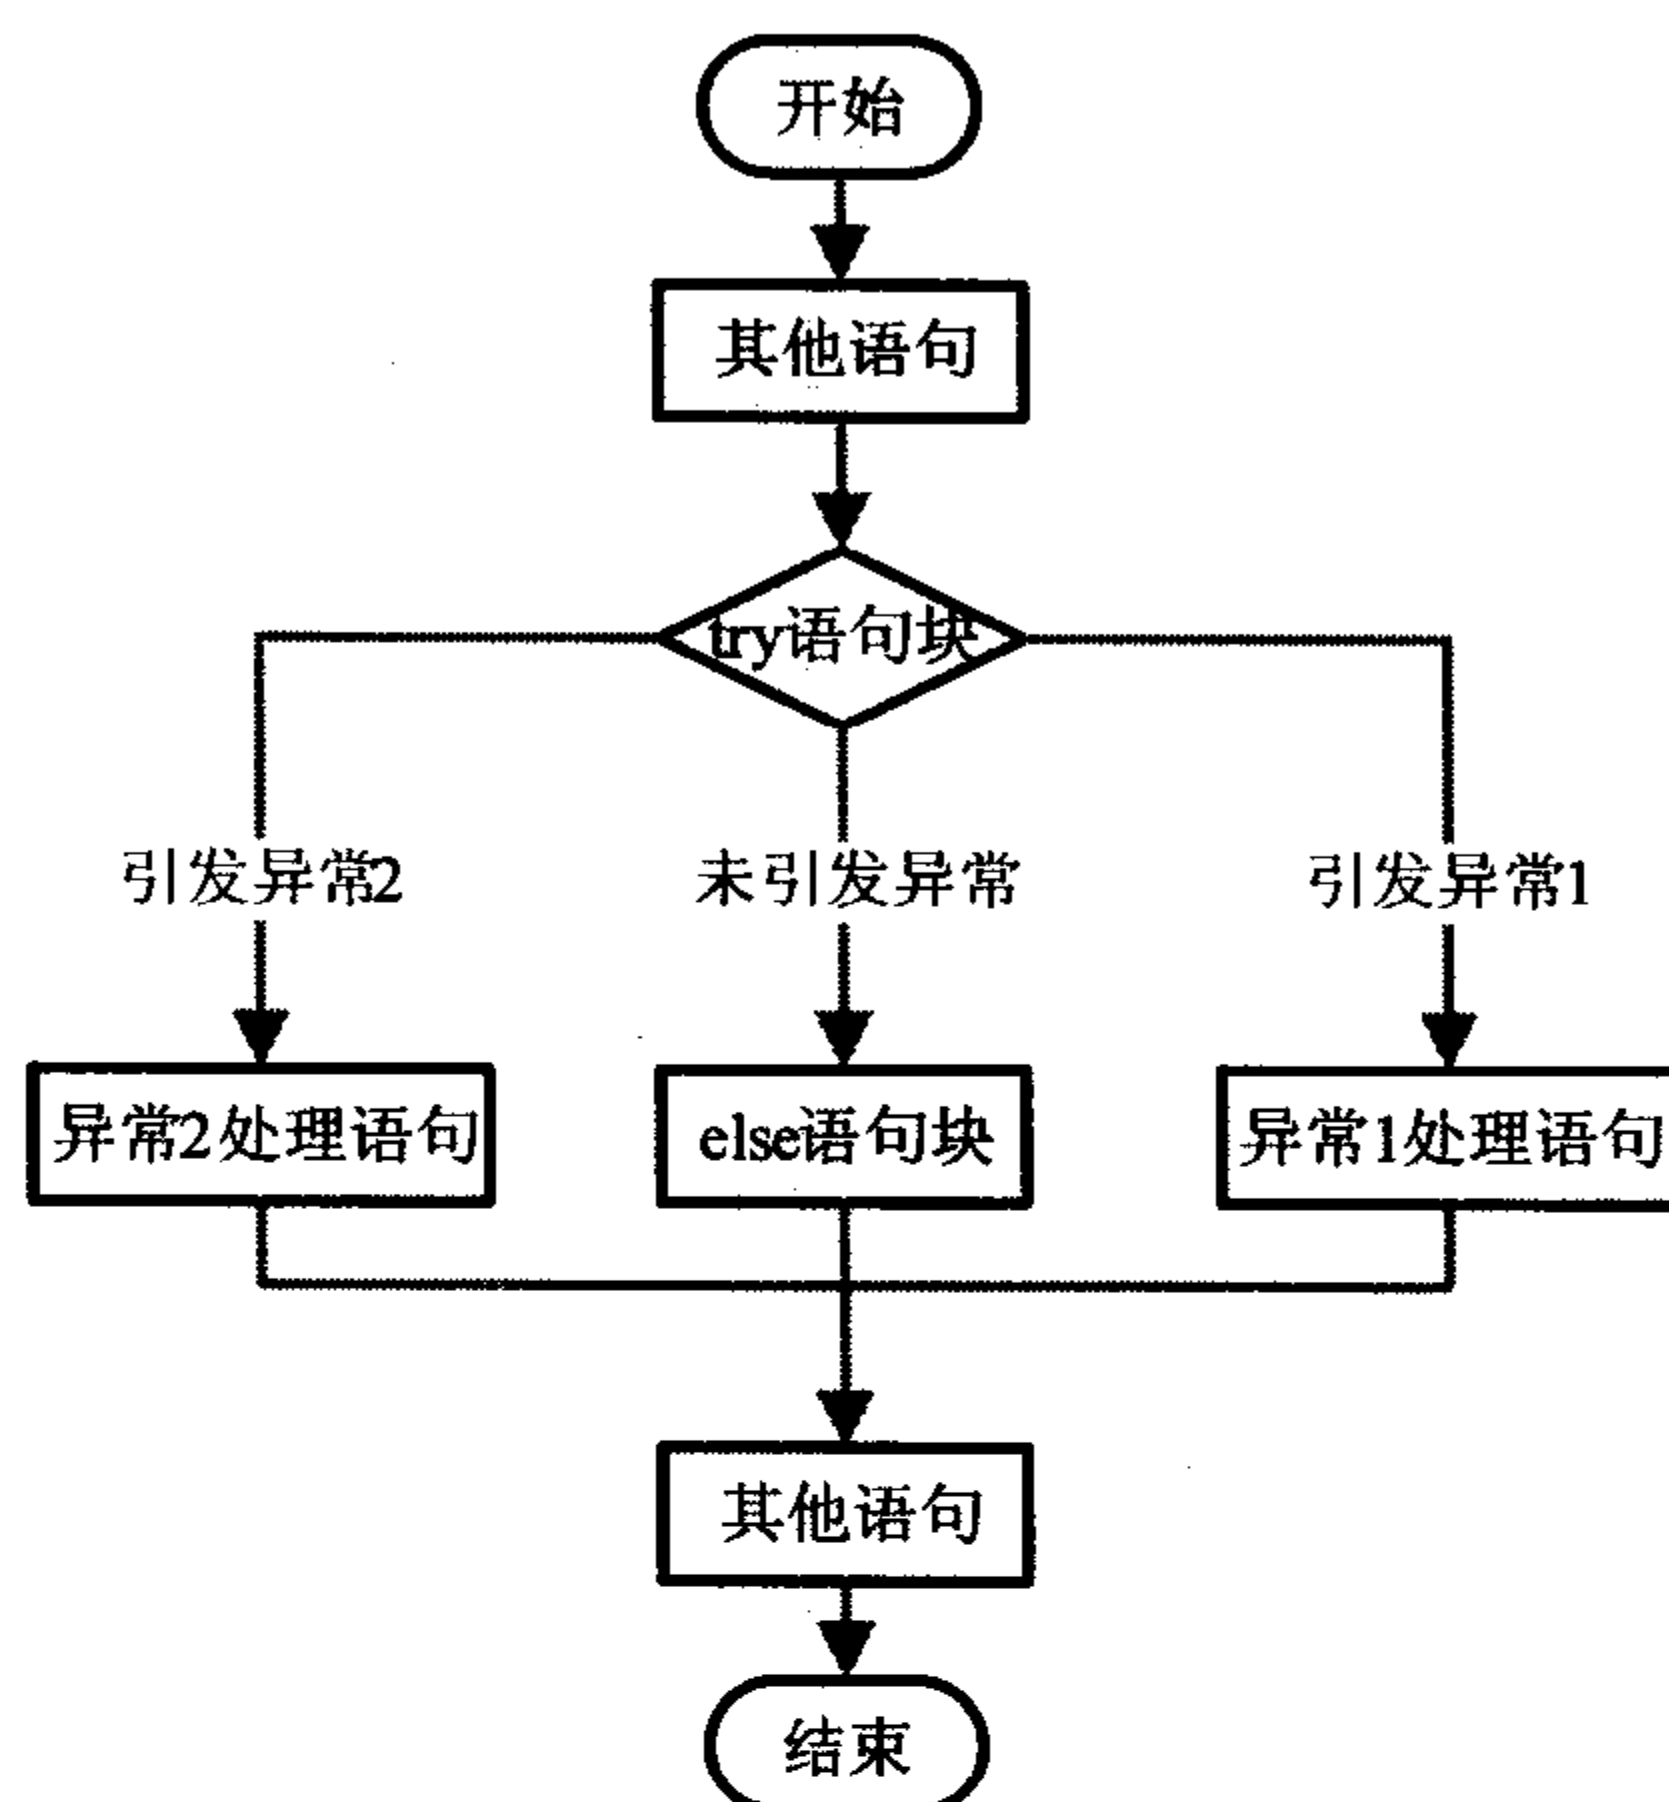 开始
其他语句
try语句块
引发异常2
未引发异常
引发异常1
异常2处理语句
else语句块
异常1处理语句
其他语句
结束